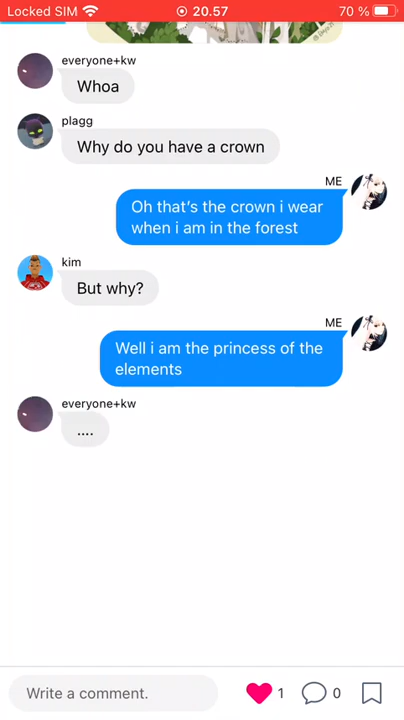 Locked SIM
20.57
70 %
everyone+kw
Whoa
plagg
Why do you have a crown
ME
Oh that's the crown i wear
when i am in the forest
kim
But why?
ME
Well i am the princess of the
elements
everyone+kw
....
Write a comment.
1
0